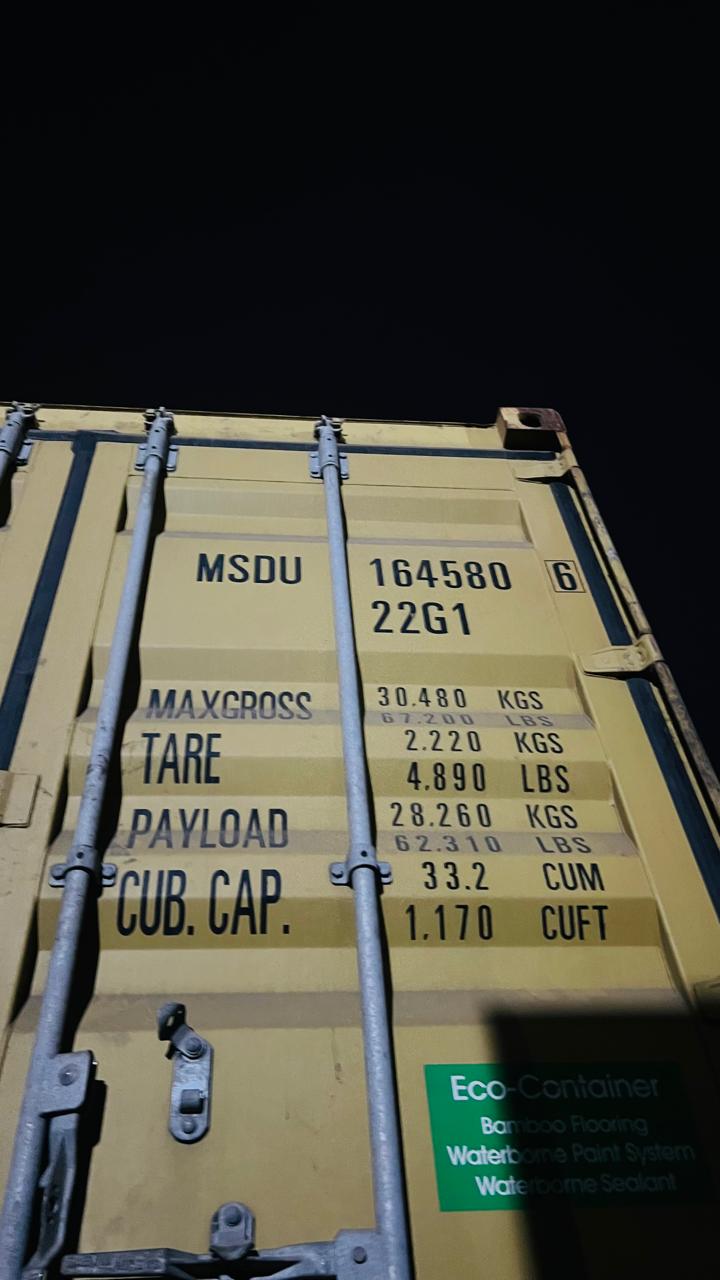 MSDU 164580 6
22G1
MAXGROSS 30.480 KGS
67.200 LBS
TARE 2.220 KGS
4.890 LBS
PAYLOAD 28.260 KGS
62.310 LBS
CUB. CAP. 33.2 CUM
1.170 CUFT
Eco-Container
Bamboo Flooring
Waterborne Paint System
Waterborne Sealant